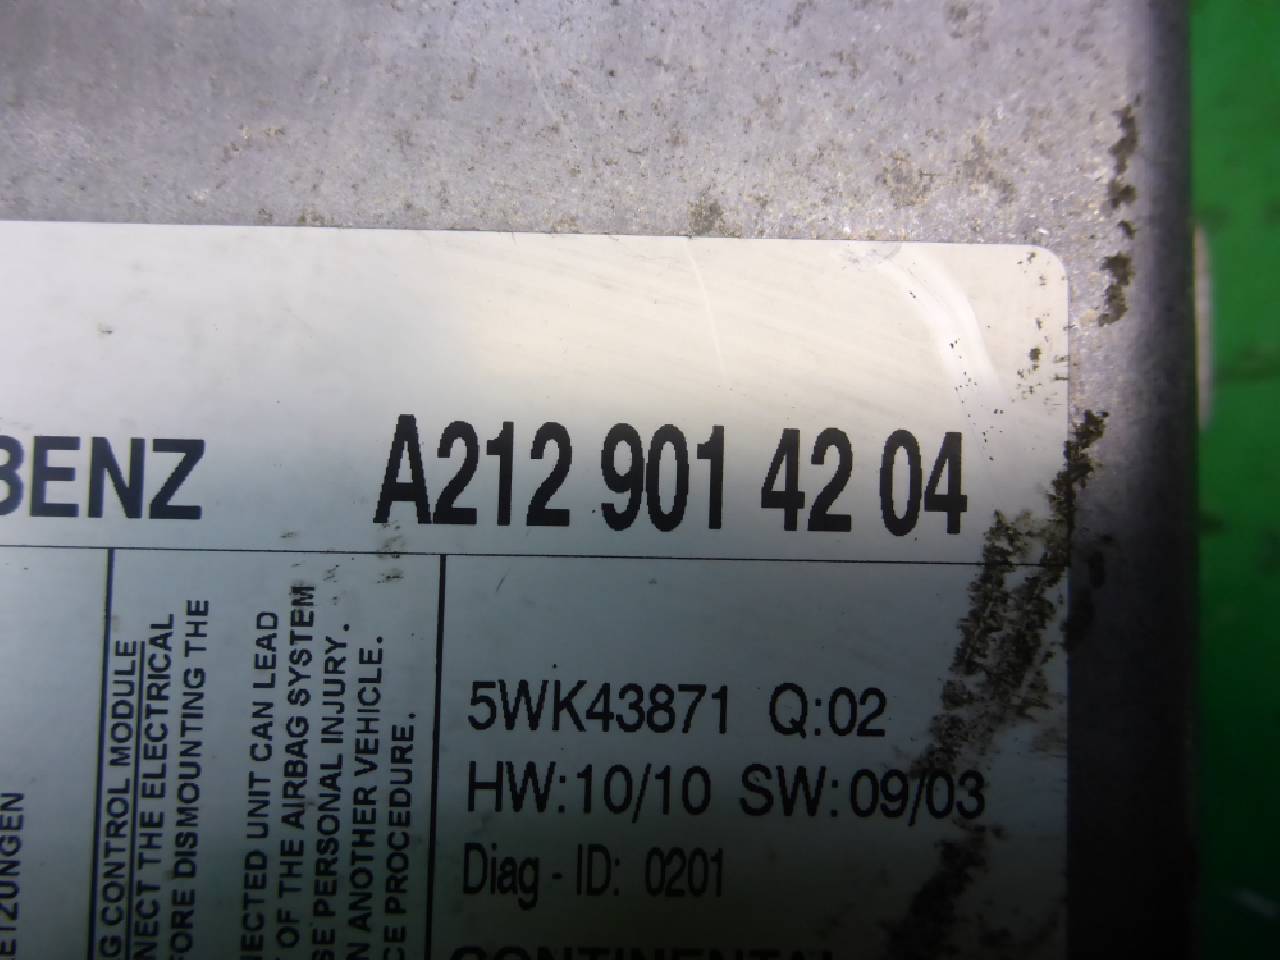 BENZ A212 901 42 04
G CONTROL MODULE
NECT THE ELECTRICAL
FORE DISMOUNTING THE
NECTED UNIT CAN LEAD
OF THE AIRBAG SYSTEM
SE PERSONAL INJURY.
N ANOTHER VEHICLE.
CE PROCEDURE.
5WK43871 Q:02
HW:10/10 SW:09/03
Diag - ID: 0201
CONTINENTAL